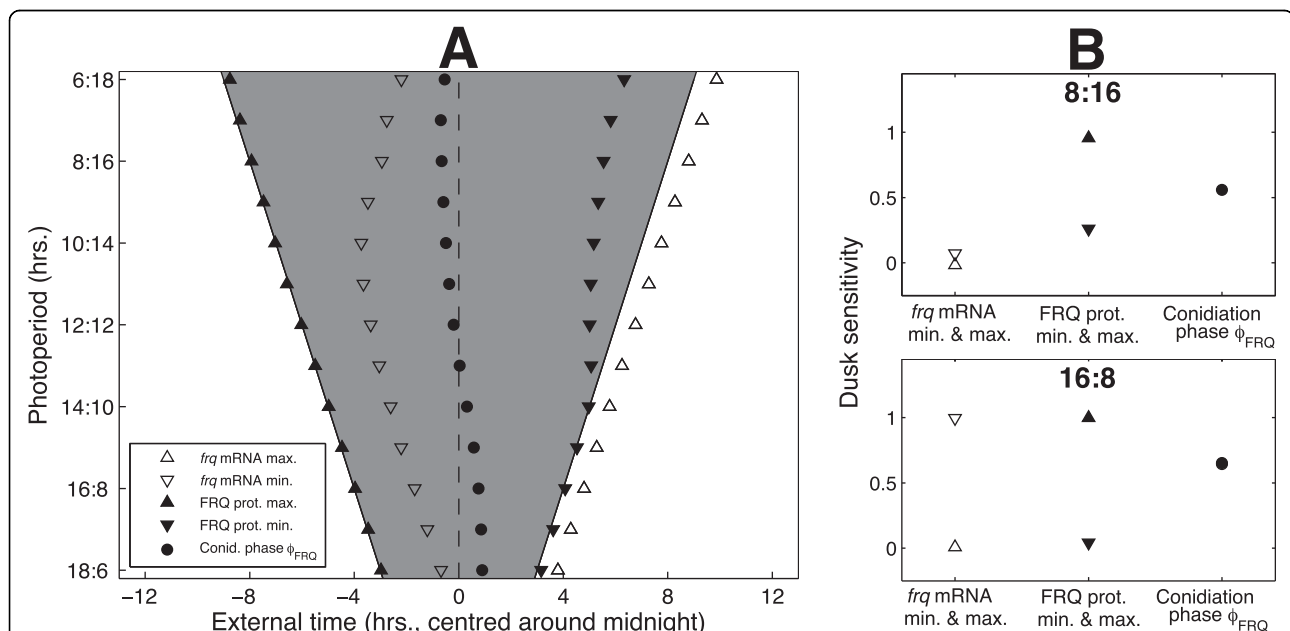 A
Photoperiod (hrs.)
6:18
8:16
10:14
12:12
14:10
16:8
18:6
frq mRNA max.
frq mRNA min.
FRQ prot. max.
FRQ prot. min.
Conid. phase ϕFRQ
−12
−8
−4
0
4
8
12
External time (hrs., centred around midnight)
B
Dusk sensitivity
8:16
1
0.5
0
frq mRNA min. & max.
FRQ prot. min. & max.
Conidiation phase ϕFRQ
16:8
1
0.5
0
frq mRNA min. & max.
FRQ prot. min. & max.
Conidiation phase ϕFRQ